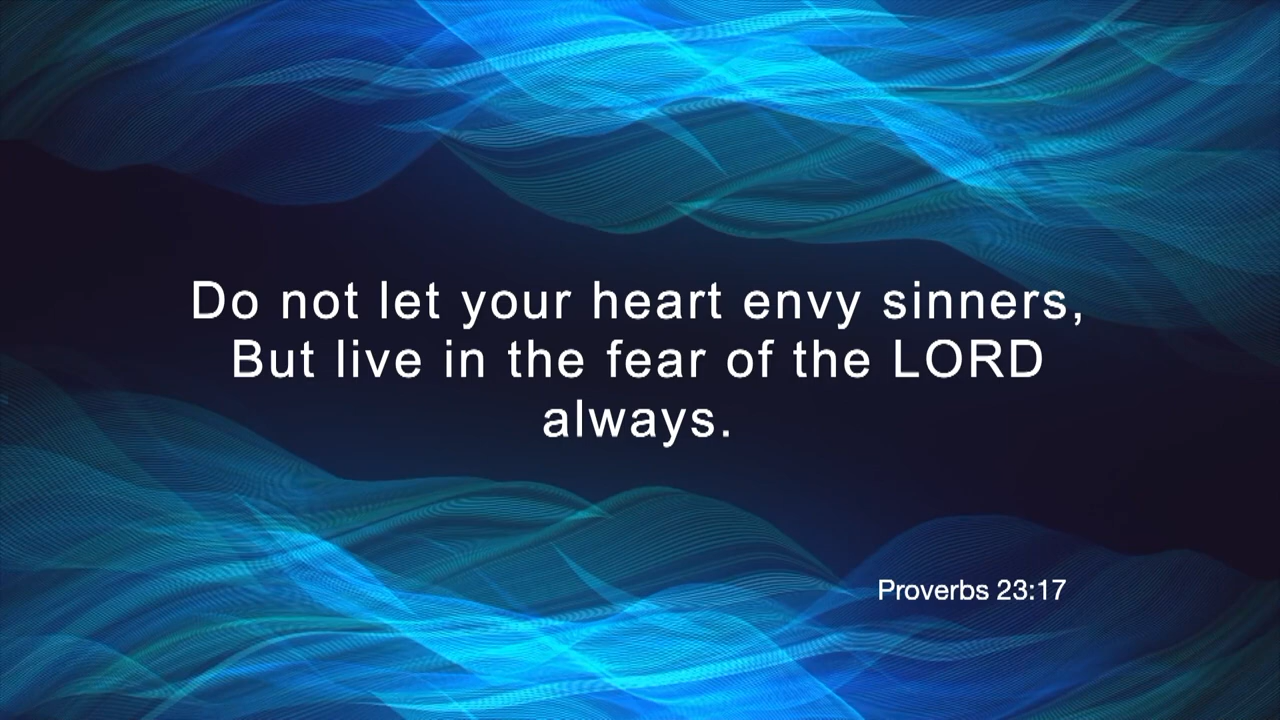 Do not let your heart envy sinners,
But live in the fear of the LORD
always.
Proverbs 23:17